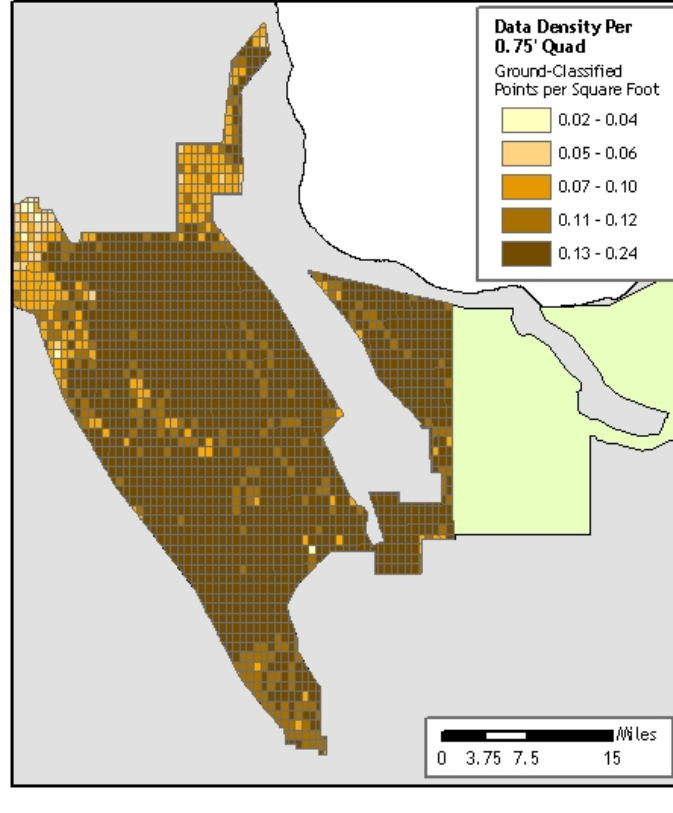 Data Density Per
0.75' Quad
Ground-Classified
Points per Square Foot
0.02 - 0.04
0.05 - 0.06
0.07 - 0.10
0.11 - 0.12
0.13 - 0.24
Miles
0 3.75 7.5 15